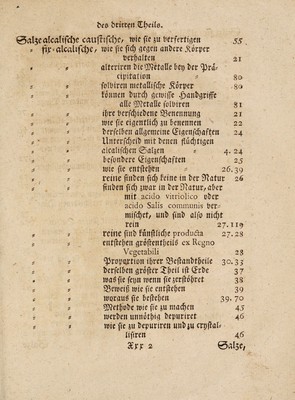 des dritten Theils.
Salze alcalische caustische, wie sie zu verfertigen 55
" fix-alcalische, wie sie sich gegen andere Körper
verhalten 21
" " alteriren die Metalle bey der Prä-
cipitation 80
" " solviren metallische Körper 80
" " können durch gewisse Handgriffe
alle Metalle solviren 81
" " ihre verschiedene Benennung 21
" " wie sie eigentlich zu benennen 22
" " derselben allgemeine Eigenschaften 24
" " Unterscheid mit denen flüchtigen
alcalischen Salzen 4. 24
" " besondere Eigenschaften 25
" " wie sie entstehen 26. 39
" " reine finden sich keine in der Natur 26
" " finden sich zwar in der Natur, aber
mit acido vitriolico oder
acido Salis communis ver-
mischet, und sind also nicht
rein 27. 119
" " reine sind künstliche producta 27. 28
" " entstehen größtentheils ex Regno
Vegetabili 28
" " Proportion ihrer Bestandtheile 30. 35
" " derselben größter Theil ist Erde 37
" " was sie seyn wenn sie zerstöhret 38
" " Beweiß wie sie entstehen 39
" " woraus sie bestehen 39. 70
" " Methode wie sie zu machen 45
" " werden unnöthig depuriret 46
" " wie sie zu depuriren und zu crystal-
lisiren 46
Xxx 2 Salze,